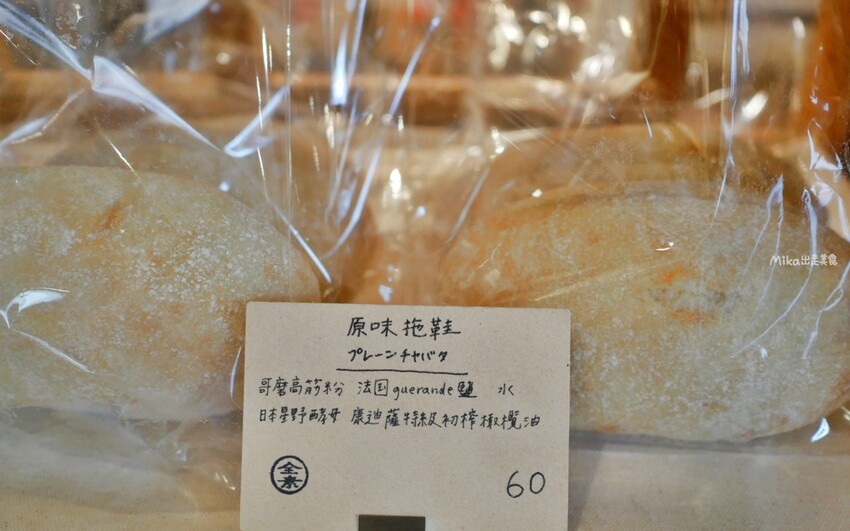 Mika出走美食
原味拖鞋
プレーンチャバタ
哥磨高筋粉 法国guerande鹽 水
日本星野酵母 康迪薩特級初榨橄欖油
全素
60